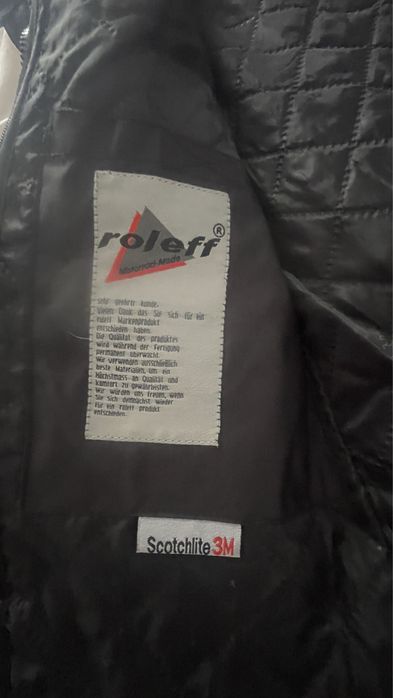 roleff®
Motorrad-Mode
sehr geehrter kunde.
Vielen Dank das Sie sich für ein
roleff Markenprodukt
entschieden haben.
Die Qualität des produktes
wird während der Fertigung
permanent überwacht.
Wir verwenden ausschließlich
beste Materialien, um ein
Höchstmass an Qualität und
komfort zu gewährleisten.
Wir würden uns freuen, wenn
Sie sich demnächst wieder
für ein roleff produkt
entscheiden.
Scotchlite 3M